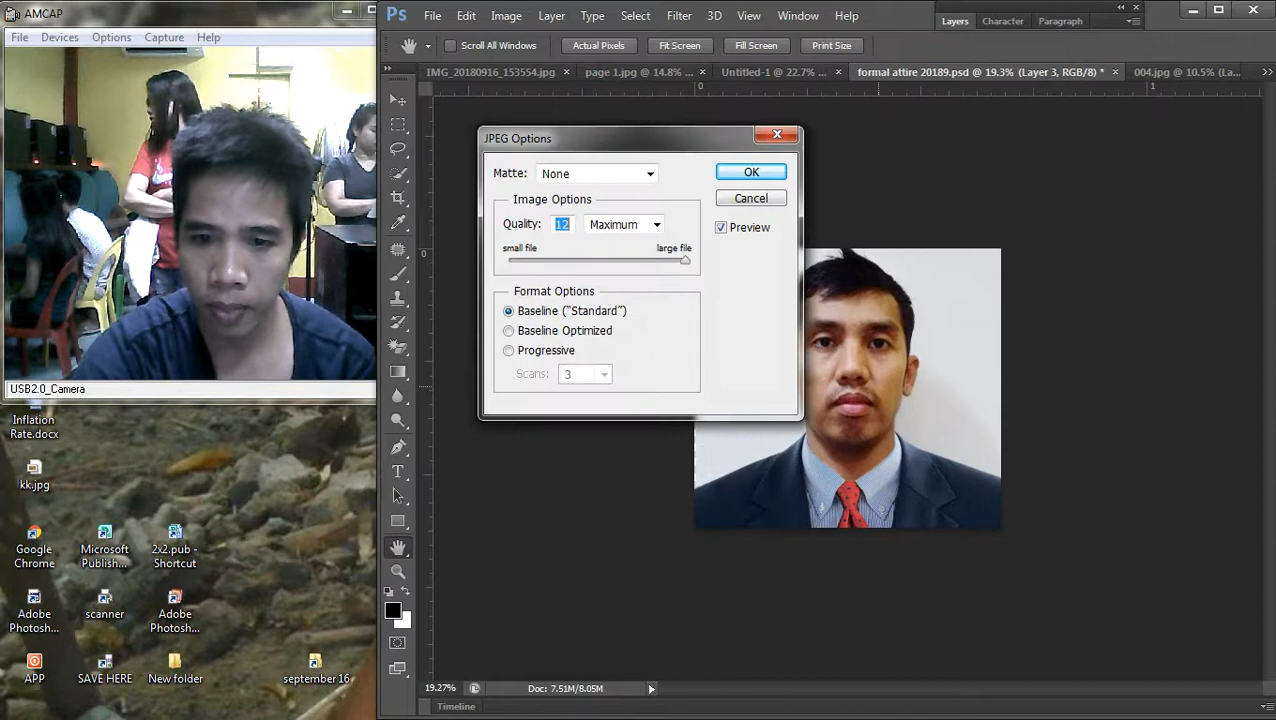 AMCAP
File Devices Options Capture Help
USB2.0_Camera
Inflation
Rate.docx
kk.jpg
Google
Chrome
Microsoft
Publish...
2x2.pub -
Shortcut
Adobe
Photosh...
scanner
Adobe
Photosh...
APP
SAVE HERE
New folder
september 16
Ps File Edit Image Layer Type Select Filter 3D View Window Help
Layers Character Paragraph
Scroll All Windows Actual Pixels Fit Screen Fill Screen Print Size
IMG_20180916_153554.jpg × page 1.jpg @ 14.8% ... × Untitled-1 @ 22.7% ... × formal attire 20189.psd @ 19.3% (Layer 3, RGB/8) * × 004.jpg @ 10.5% (La...
0 1
0
JPEG Options
Matte: None
OK
Cancel
Preview
Image Options
Quality: 12 Maximum
small file large file
Format Options
Baseline ("Standard")
Baseline Optimized
Progressive
Scans: 3
19.27% Doc: 7.51M/8.05M
Timeline